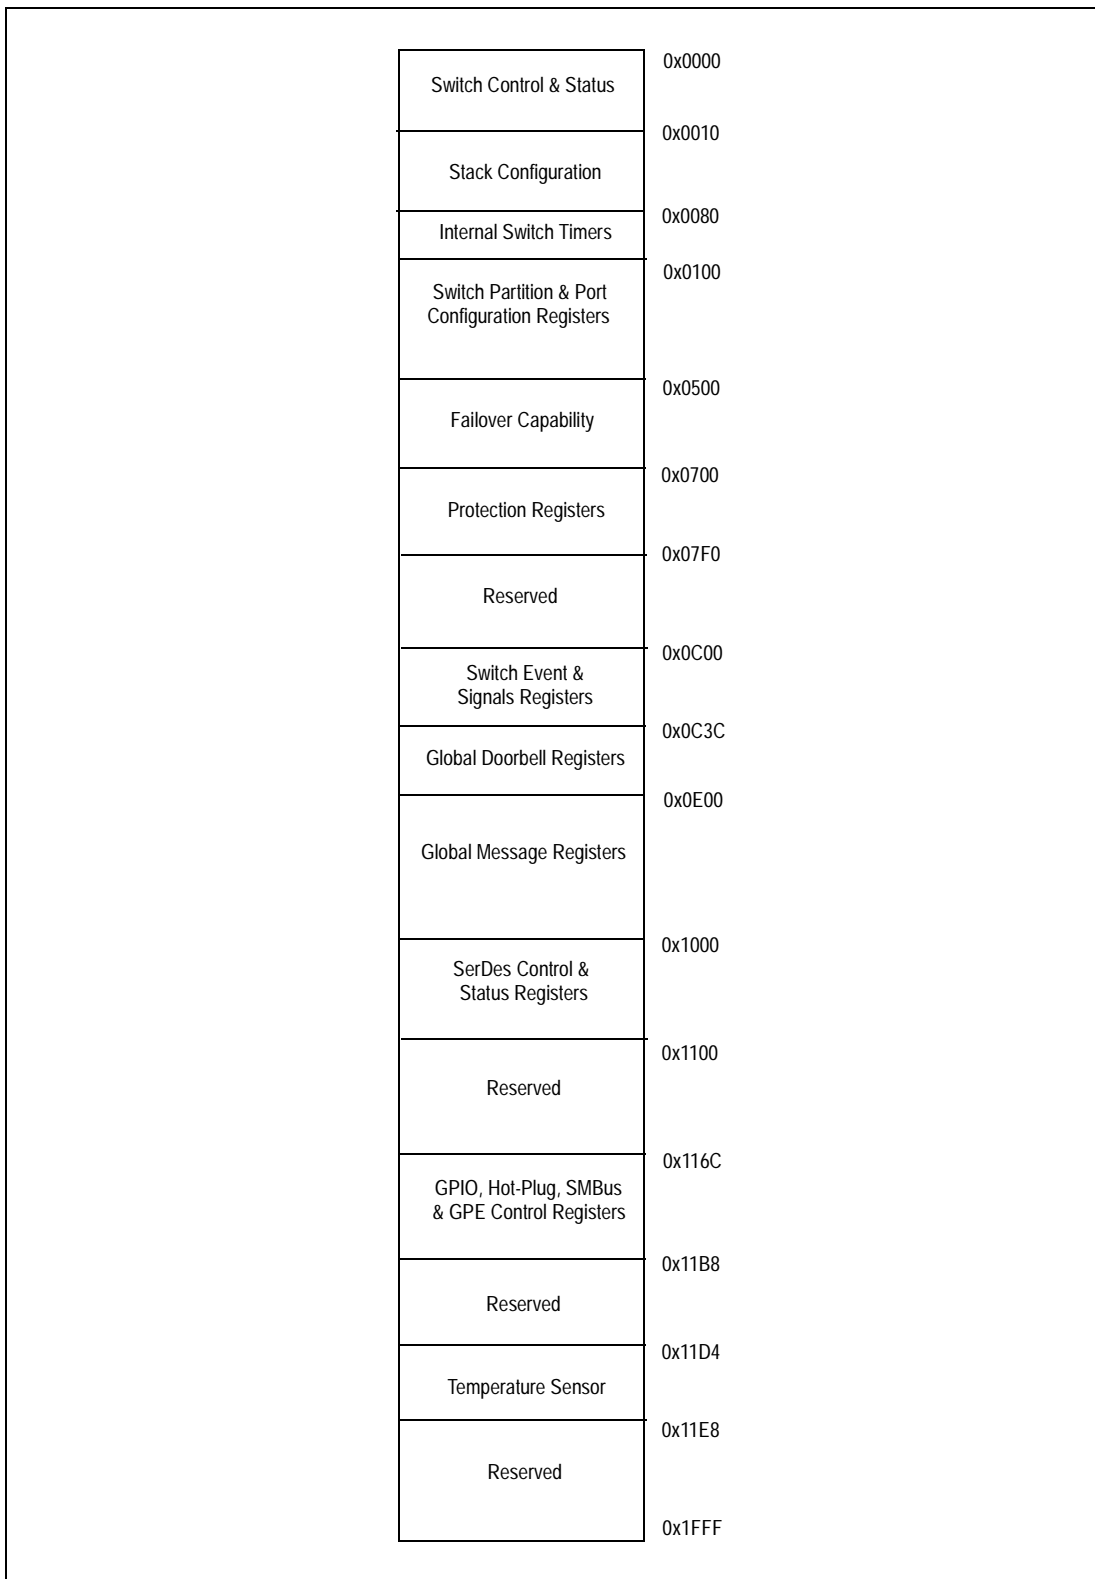 0x0000
Switch Control & Status
0x0010
Stack Configuration
0x0080
Internal Switch Timers
0x0100
Switch Partition & Port
Configuration Registers
0x0500
Failover Capability
0x0700
Protection Registers
0x07F0
Reserved
0x0C00
Switch Event &
Signals Registers
0x0C3C
Global Doorbell Registers
0x0E00
Global Message Registers
0x1000
SerDes Control &
Status Registers
0x1100
Reserved
0x116C
GPIO, Hot-Plug, SMBus
& GPE Control Registers
0x11B8
Reserved
0x11D4
Temperature Sensor
0x11E8
Reserved
0x1FFF